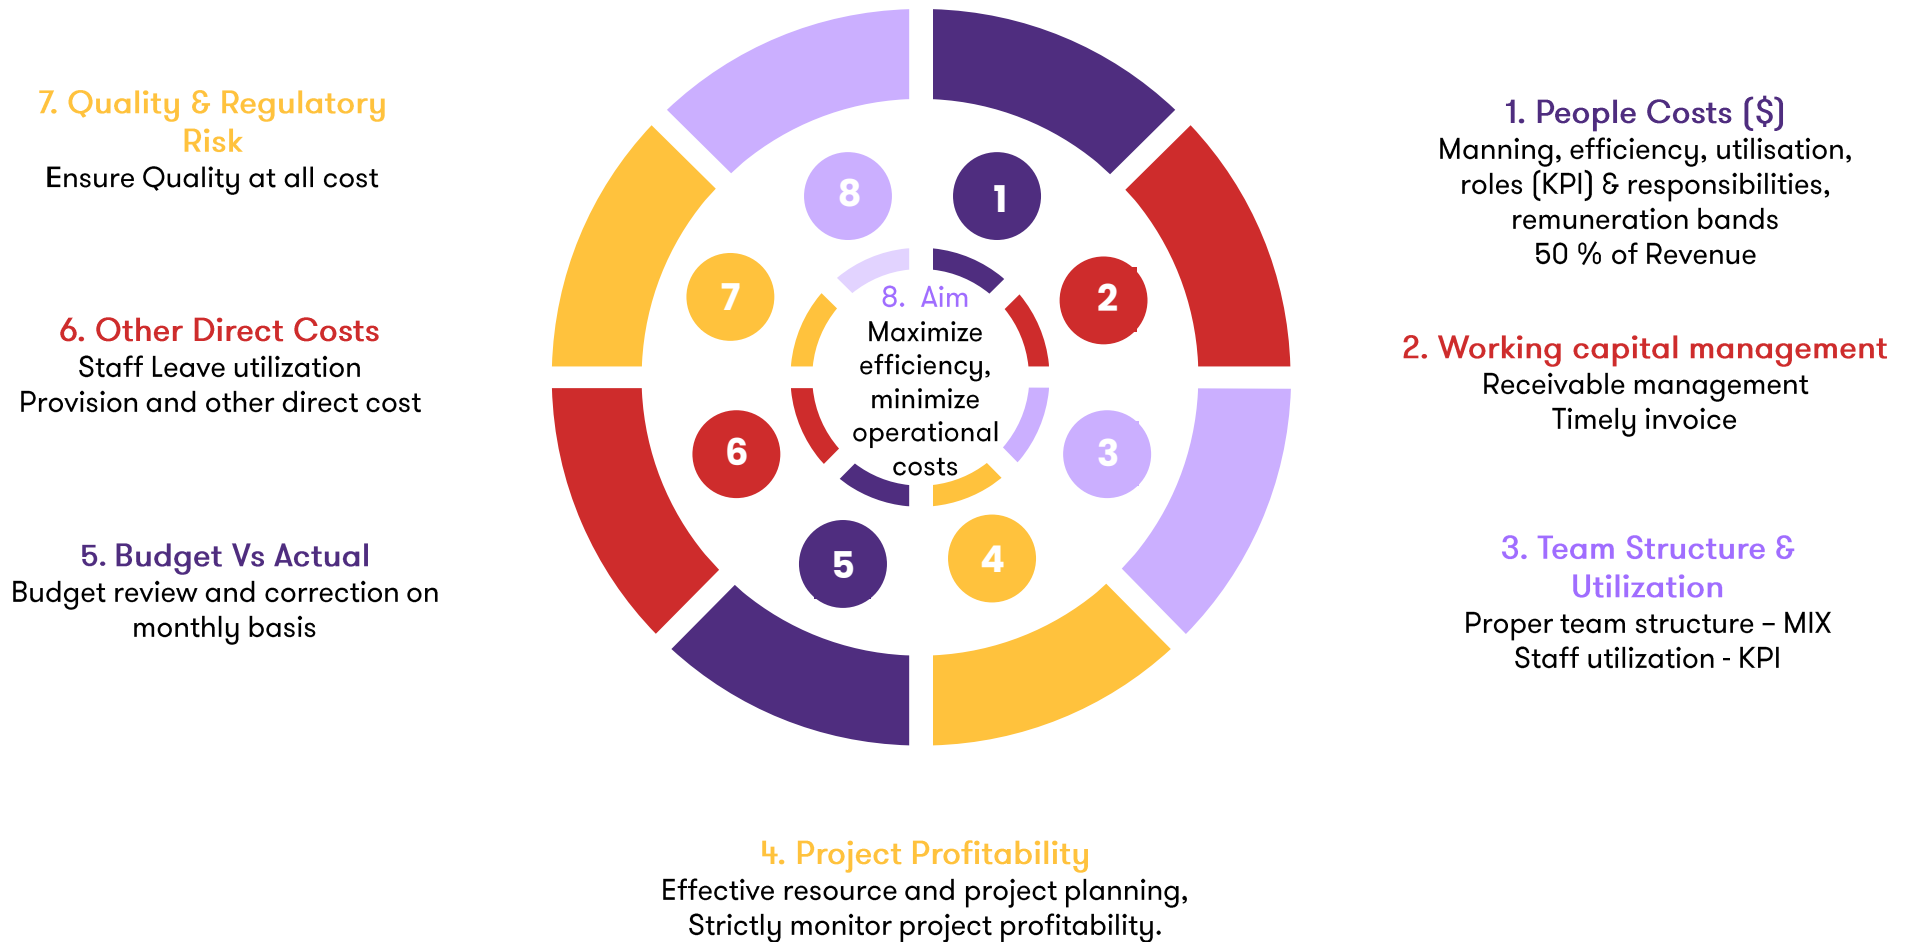 7. Quality & Regulatory
Risk
Ensure Quality at all cost
6. Other Direct Costs
Staff Leave utilization
Provision and other direct cost
5. Budget Vs Actual
Budget review and correction on
monthly basis
8
1
7
2
6
3
5
4
8. Aim
Maximize
efficiency,
minimize
operational
costs
1. People Costs ($)
Manning, efficiency, utilisation,
roles (KPI) & responsibilities,
remuneration bands
50 % of Revenue
2. Working capital management
Receivable management
Timely invoice
3. Team Structure &
Utilization
Proper team structure – MIX
Staff utilization - KPI
4. Project Profitability
Effective resource and project planning,
Strictly monitor project profitability.